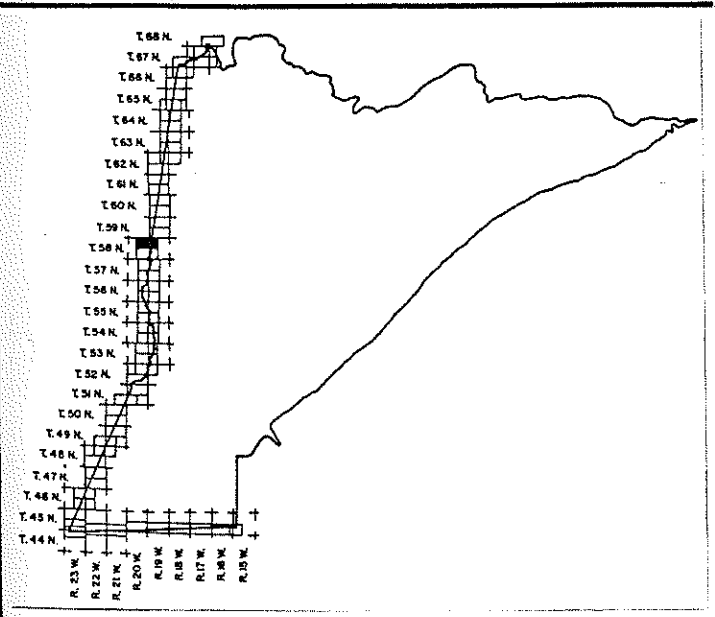 T. 68 N.
T. 67 N.
T. 66 N.
T. 65 N.
T. 64 N.
T. 63 N.
T. 62 N.
T. 61 N.
T. 60 N.
T. 59 N.
T. 58 N.
T. 57 N.
T. 56 N.
T. 55 N.
T. 54 N.
T. 53 N.
T. 52 N.
T. 51 N.
T. 50 N.
T. 49 N.
T. 48 N.
T. 47 N.
T. 46 N.
T. 45 N.
T. 44 N.
R. 23 W.
R. 22 W.
R. 21 W.
R. 20 W.
R. 19 W.
R. 18 W.
R. 17 W.
R. 16 W.
R. 15 W.